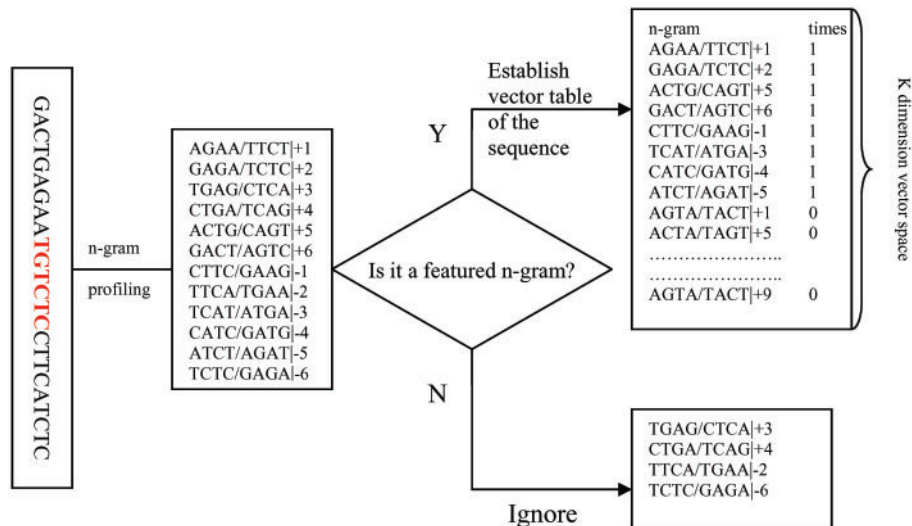 GACTGAGAATGTCTCCTTCATCTC
n-gram
profiling
AGAA/TTCT|+1
GAGA/TCTC|+2
TGAG/CTCA|+3
CTGA/TCAG|+4
ACTG/CAGT|+5
GACT/AGTC|+6
CTTC/GAAG|-1
TTCA/TGAA|-2
TCAT/ATGA|-3
CATC/GATG|-4
ATCT/AGAT|-5
TCTC/GAGA|-6
Is it a featured n-gram?
Y
Establish
vector table
of the
sequence
n-gram times
AGAA/TTCT|+1 1
GAGA/TCTC|+2 1
ACTG/CAGT|+5 1
GACT/AGTC|+6 1
CTTC/GAAG|-1 1
TCAT/ATGA|-3 1
CATC/GATG|-4 1
ATCT/AGAT|-5 1
AGTA/TACT|+1 0
ACTA/TAGT|+5 0
........................
........................
AGTA/TACT|+9 0
K dimension vector space
N
Ignore
TGAG/CTCA|+3
CTGA/TCAG|+4
TTCA/TGAA|-2
TCTC/GAGA|-6